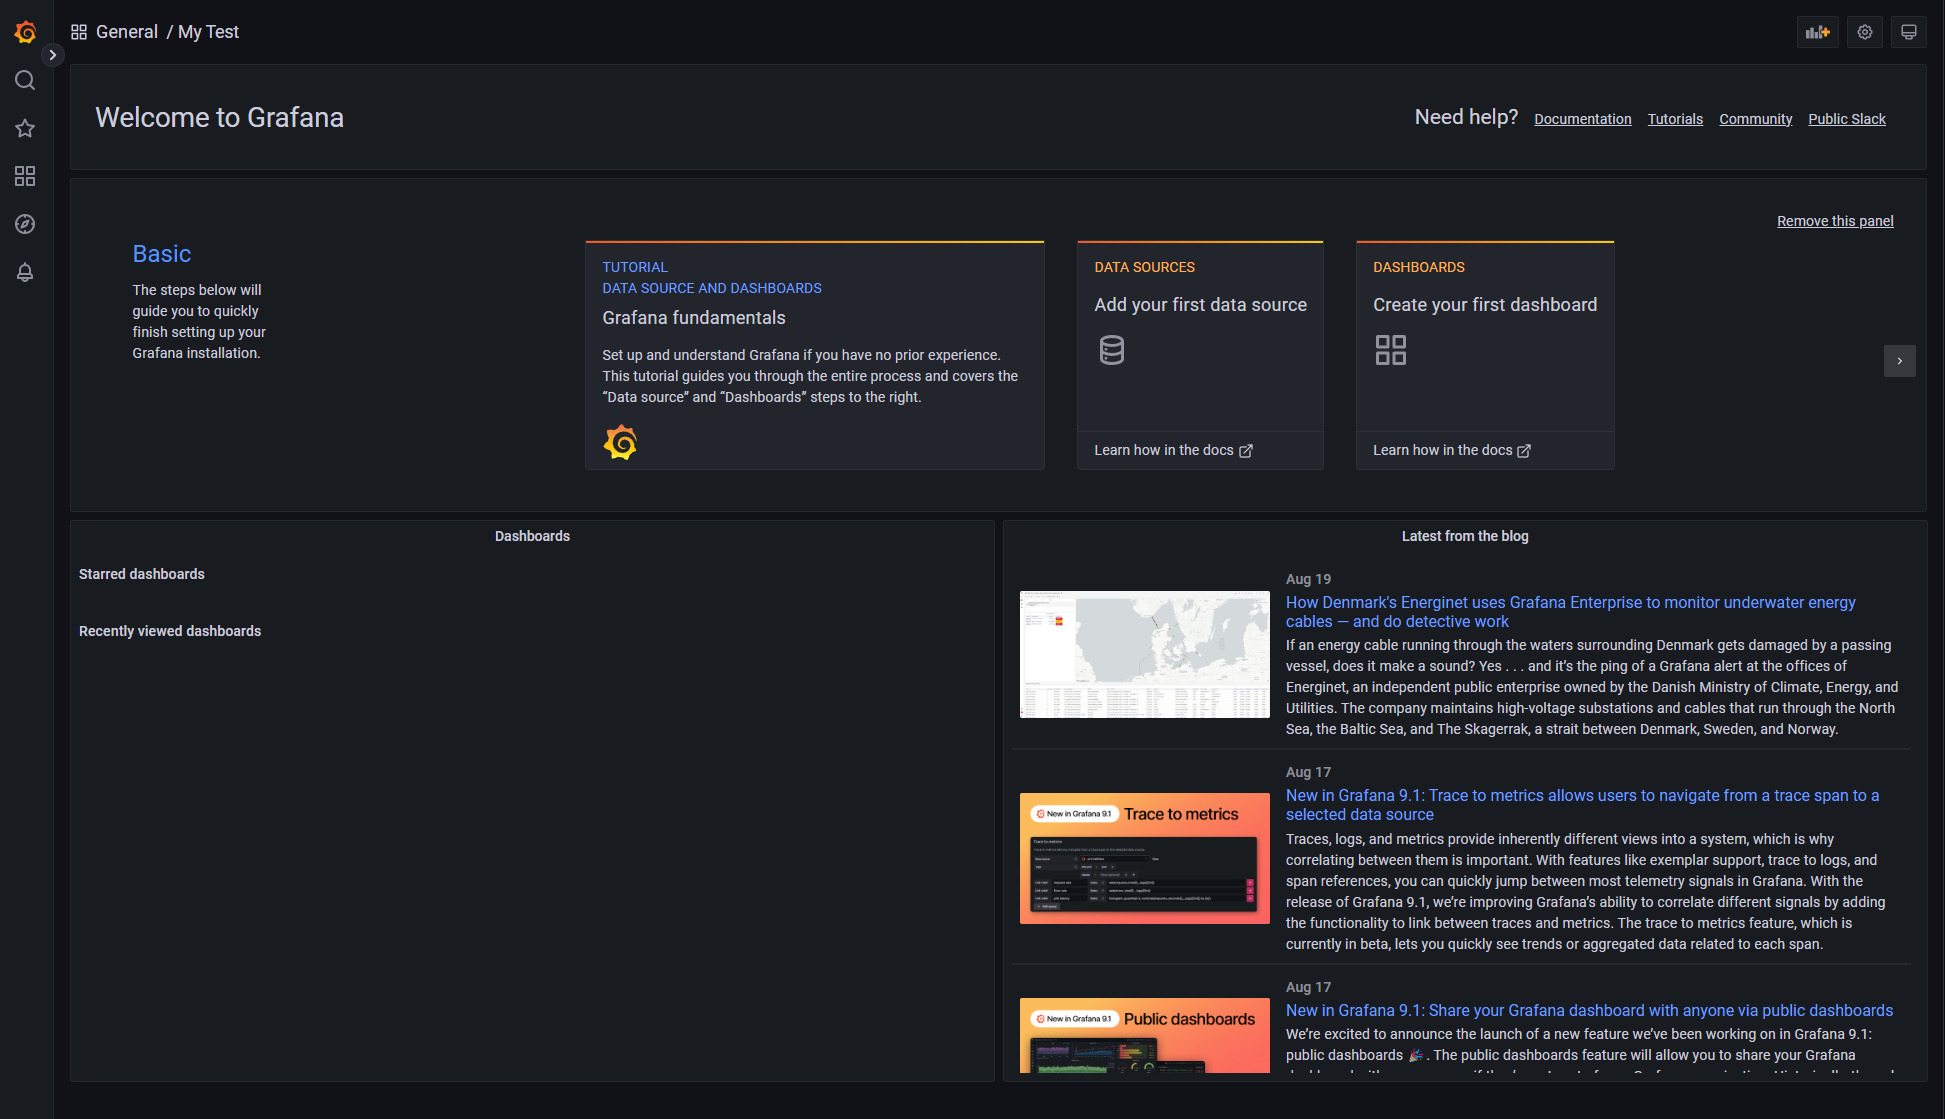 General / My Test
Welcome to Grafana
Need help? Documentation Tutorials Community Public Slack
Remove this panel
Basic
The steps below will
guide you to quickly
finish setting up your
Grafana installation.
TUTORIAL
DATA SOURCE AND DASHBOARDS
Grafana fundamentals
Set up and understand Grafana if you have no prior experience.
This tutorial guides you through the entire process and covers the
“Data source” and “Dashboards” steps to the right.
DATA SOURCES
Add your first data source
Learn how in the docs
DASHBOARDS
Create your first dashboard
Learn how in the docs
Dashboards
Starred dashboards
Recently viewed dashboards
Latest from the blog
Aug 19
How Denmark's Energinet uses Grafana Enterprise to monitor underwater energy
cables — and do detective work
If an energy cable running through the waters surrounding Denmark gets damaged by a passing
vessel, does it make a sound? Yes . . . and it’s the ping of a Grafana alert at the offices of
Energinet, an independent public enterprise owned by the Danish Ministry of Climate, Energy, and
Utilities. The company maintains high-voltage substations and cables that run through the North
Sea, the Baltic Sea, and The Skagerrak, a strait between Denmark, Sweden, and Norway.
New in Grafana 9.1 Trace to metrics
Trace to metrics
Aug 17
New in Grafana 9.1: Trace to metrics allows users to navigate from a trace span to a
selected data source
Traces, logs, and metrics provide inherently different views into a system, which is why
correlating between them is important. With features like exemplar support, trace to logs, and
span references, you can quickly jump between most telemetry signals in Grafana. With the
release of Grafana 9.1, we’re improving Grafana’s ability to correlate different signals by adding
the functionality to link between traces and metrics. The trace to metrics feature, which is
currently in beta, lets you quickly see trends or aggregated data related to each span.
New in Grafana 9.1 Public dashboards
Aug 17
New in Grafana 9.1: Share your Grafana dashboard with anyone via public dashboards
We’re excited to announce the launch of a new feature we’ve been working on in Grafana 9.1:
public dashboards 🎉 . The public dashboards feature will allow you to share your Grafana